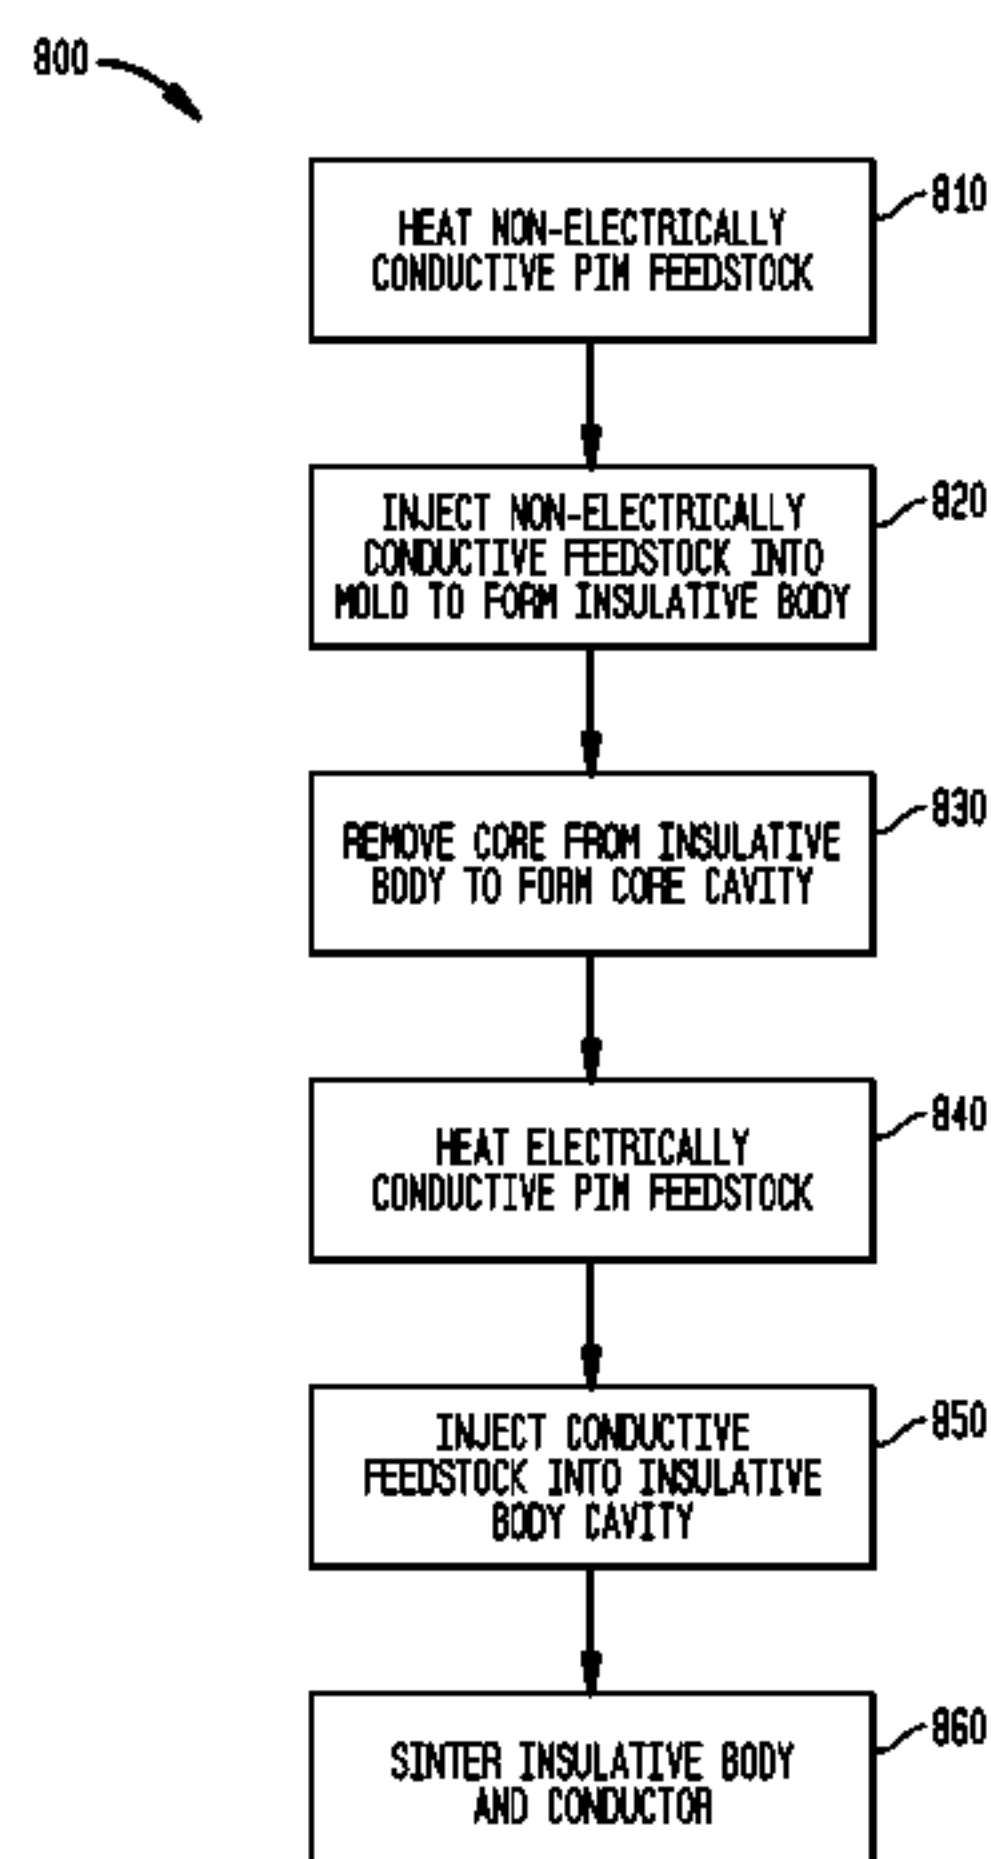 800
810
HEAT NON-ELECTRICALLY
CONDUCTIVE PIM FEEDSTOCK
820
INJECT NON-ELECTRICALLY
CONDUCTIVE FEEDSTOCK INTO
MOLD TO FORM INSULATIVE BODY
830
REMOVE CORE FROM INSULATIVE
BODY TO FORM CORE CAVITY
840
HEAT ELECTRICALLY
CONDUCTIVE PIM FEEDSTOCK
850
INJECT CONDUCTIVE
FEEDSTOCK INTO INSULATIVE
BODY CAVITY
860
SINTER INSULATIVE BODY
AND CONDUCTOR